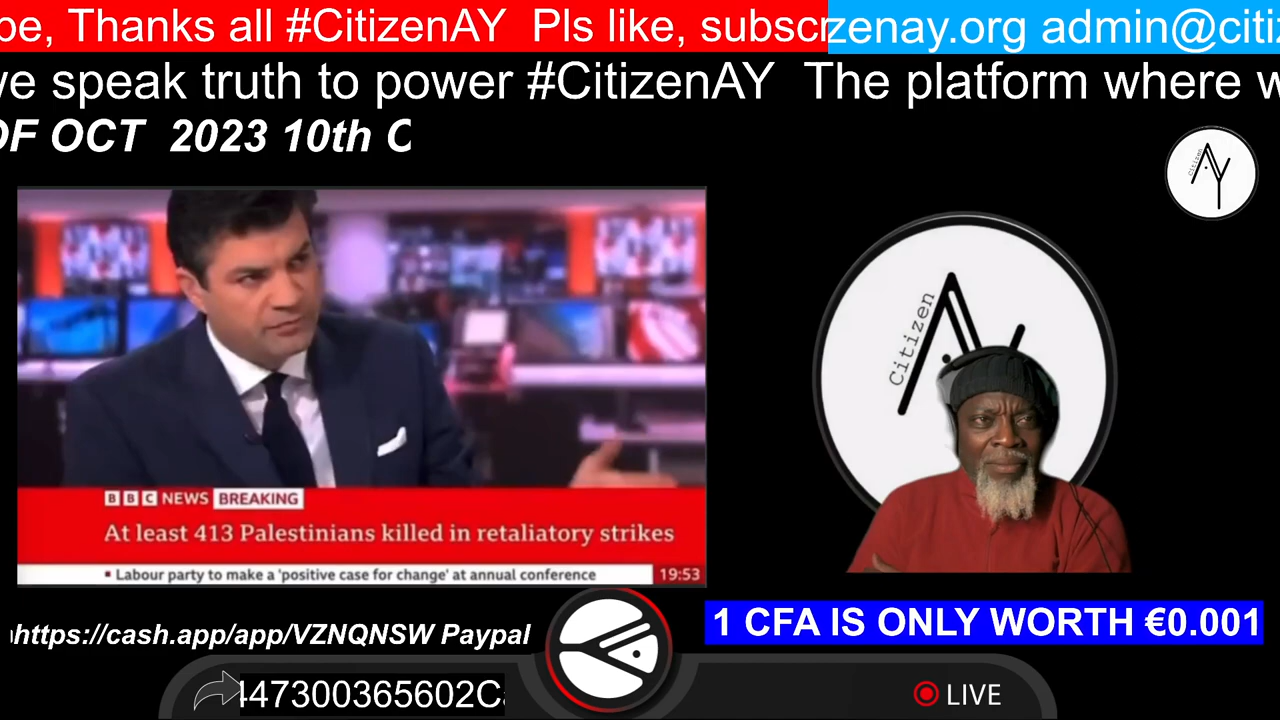 be, Thanks all #CitizenAY Pls like, subscr
zenay.org admin@citiz
we speak truth to power #CitizenAY The platform where w
OF OCT 2023 10th O
Citizen AY
Citizen
BBC NEWS BREAKING
At least 413 Palestinians killed in retaliatory strikes
Labour party to make a 'positive case for change' at annual conference
19:53
https://cash.app/app/VZNQNSW Paypal
1 CFA IS ONLY WORTH €0.001
447300365602C
LIVE